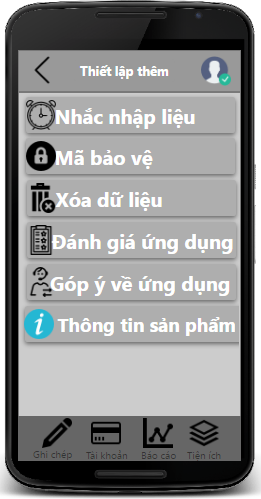 Thiết lập thêm
Nhắc nhập liệu
Mã bảo vệ
Xóa dữ liệu
Đánh giá ứng dụng
Góp ý về ứng dụng
Thông tin sản phẩm
Ghi chép Tài khoản Báo cáo Tiện ích